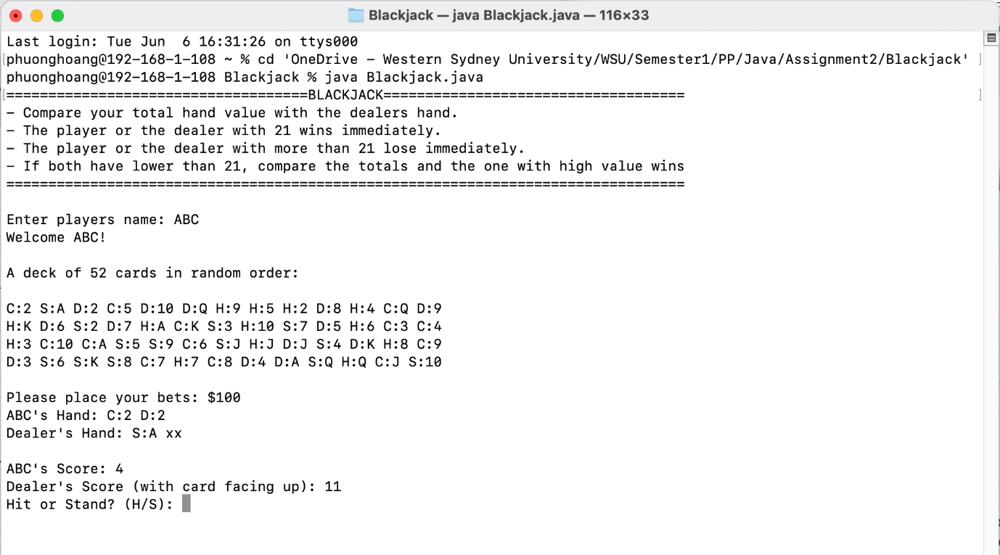 Blackjack — java Blackjack.java — 116×33
Last login: Tue Jun  6 16:31:26 on ttys000
[phuonghoang@192-168-1-108 ~ % cd 'OneDrive - Western Sydney University/WSU/Semester1/PP/Java/Assignment2/Blackjack' ]
phuonghoang@192-168-1-108 Blackjack % java Blackjack.java
[====================================BLACKJACK==================================== ]
- Compare your total hand value with the dealers hand.
- The player or the dealer with 21 wins immediately.
- The player or the dealer with more than 21 lose immediately.
- If both have lower than 21, compare the totals and the one with high value wins
=================================================================================

Enter players name: ABC
Welcome ABC!

A deck of 52 cards in random order:

C:2 S:A D:2 C:5 D:10 D:Q H:9 H:5 H:2 D:8 H:4 C:Q D:9
H:K D:6 S:2 D:7 H:A C:K S:3 H:10 S:7 D:5 H:6 C:3 C:4
H:3 C:10 C:A S:5 S:9 C:6 S:J H:J D:J S:4 D:K H:8 C:9
D:3 S:6 S:K S:8 C:7 H:7 C:8 D:4 D:A S:Q H:Q C:J S:10

Please place your bets: $100
ABC's Hand: C:2 D:2
Dealer's Hand: S:A xx

ABC's Score: 4
Dealer's Score (with card facing up): 11
Hit or Stand? (H/S):